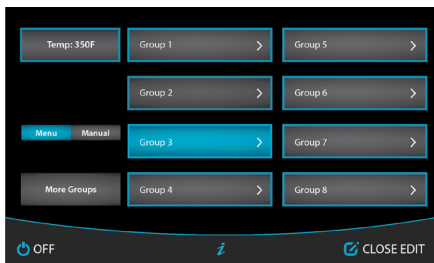 Temp: 350F
Group 1
Group 5
Group 2
Group 6
Menu
Manual
Group 3
Group 7
More Groups
Group 4
Group 8
OFF
i
CLOSE EDIT